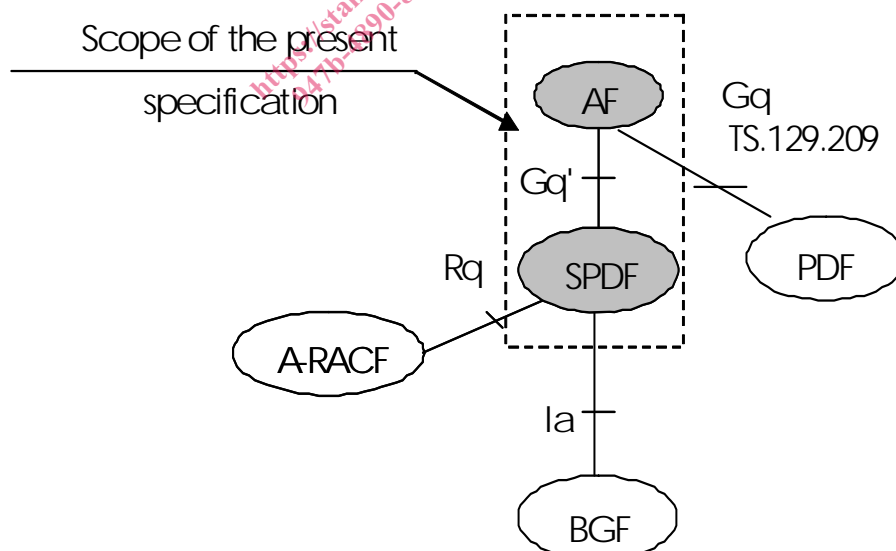 Scope of the present
specification
AF
Gq
TS.129.209
Gq'
Rq
SPDF
PDF
A-RACF
Ia
BGF